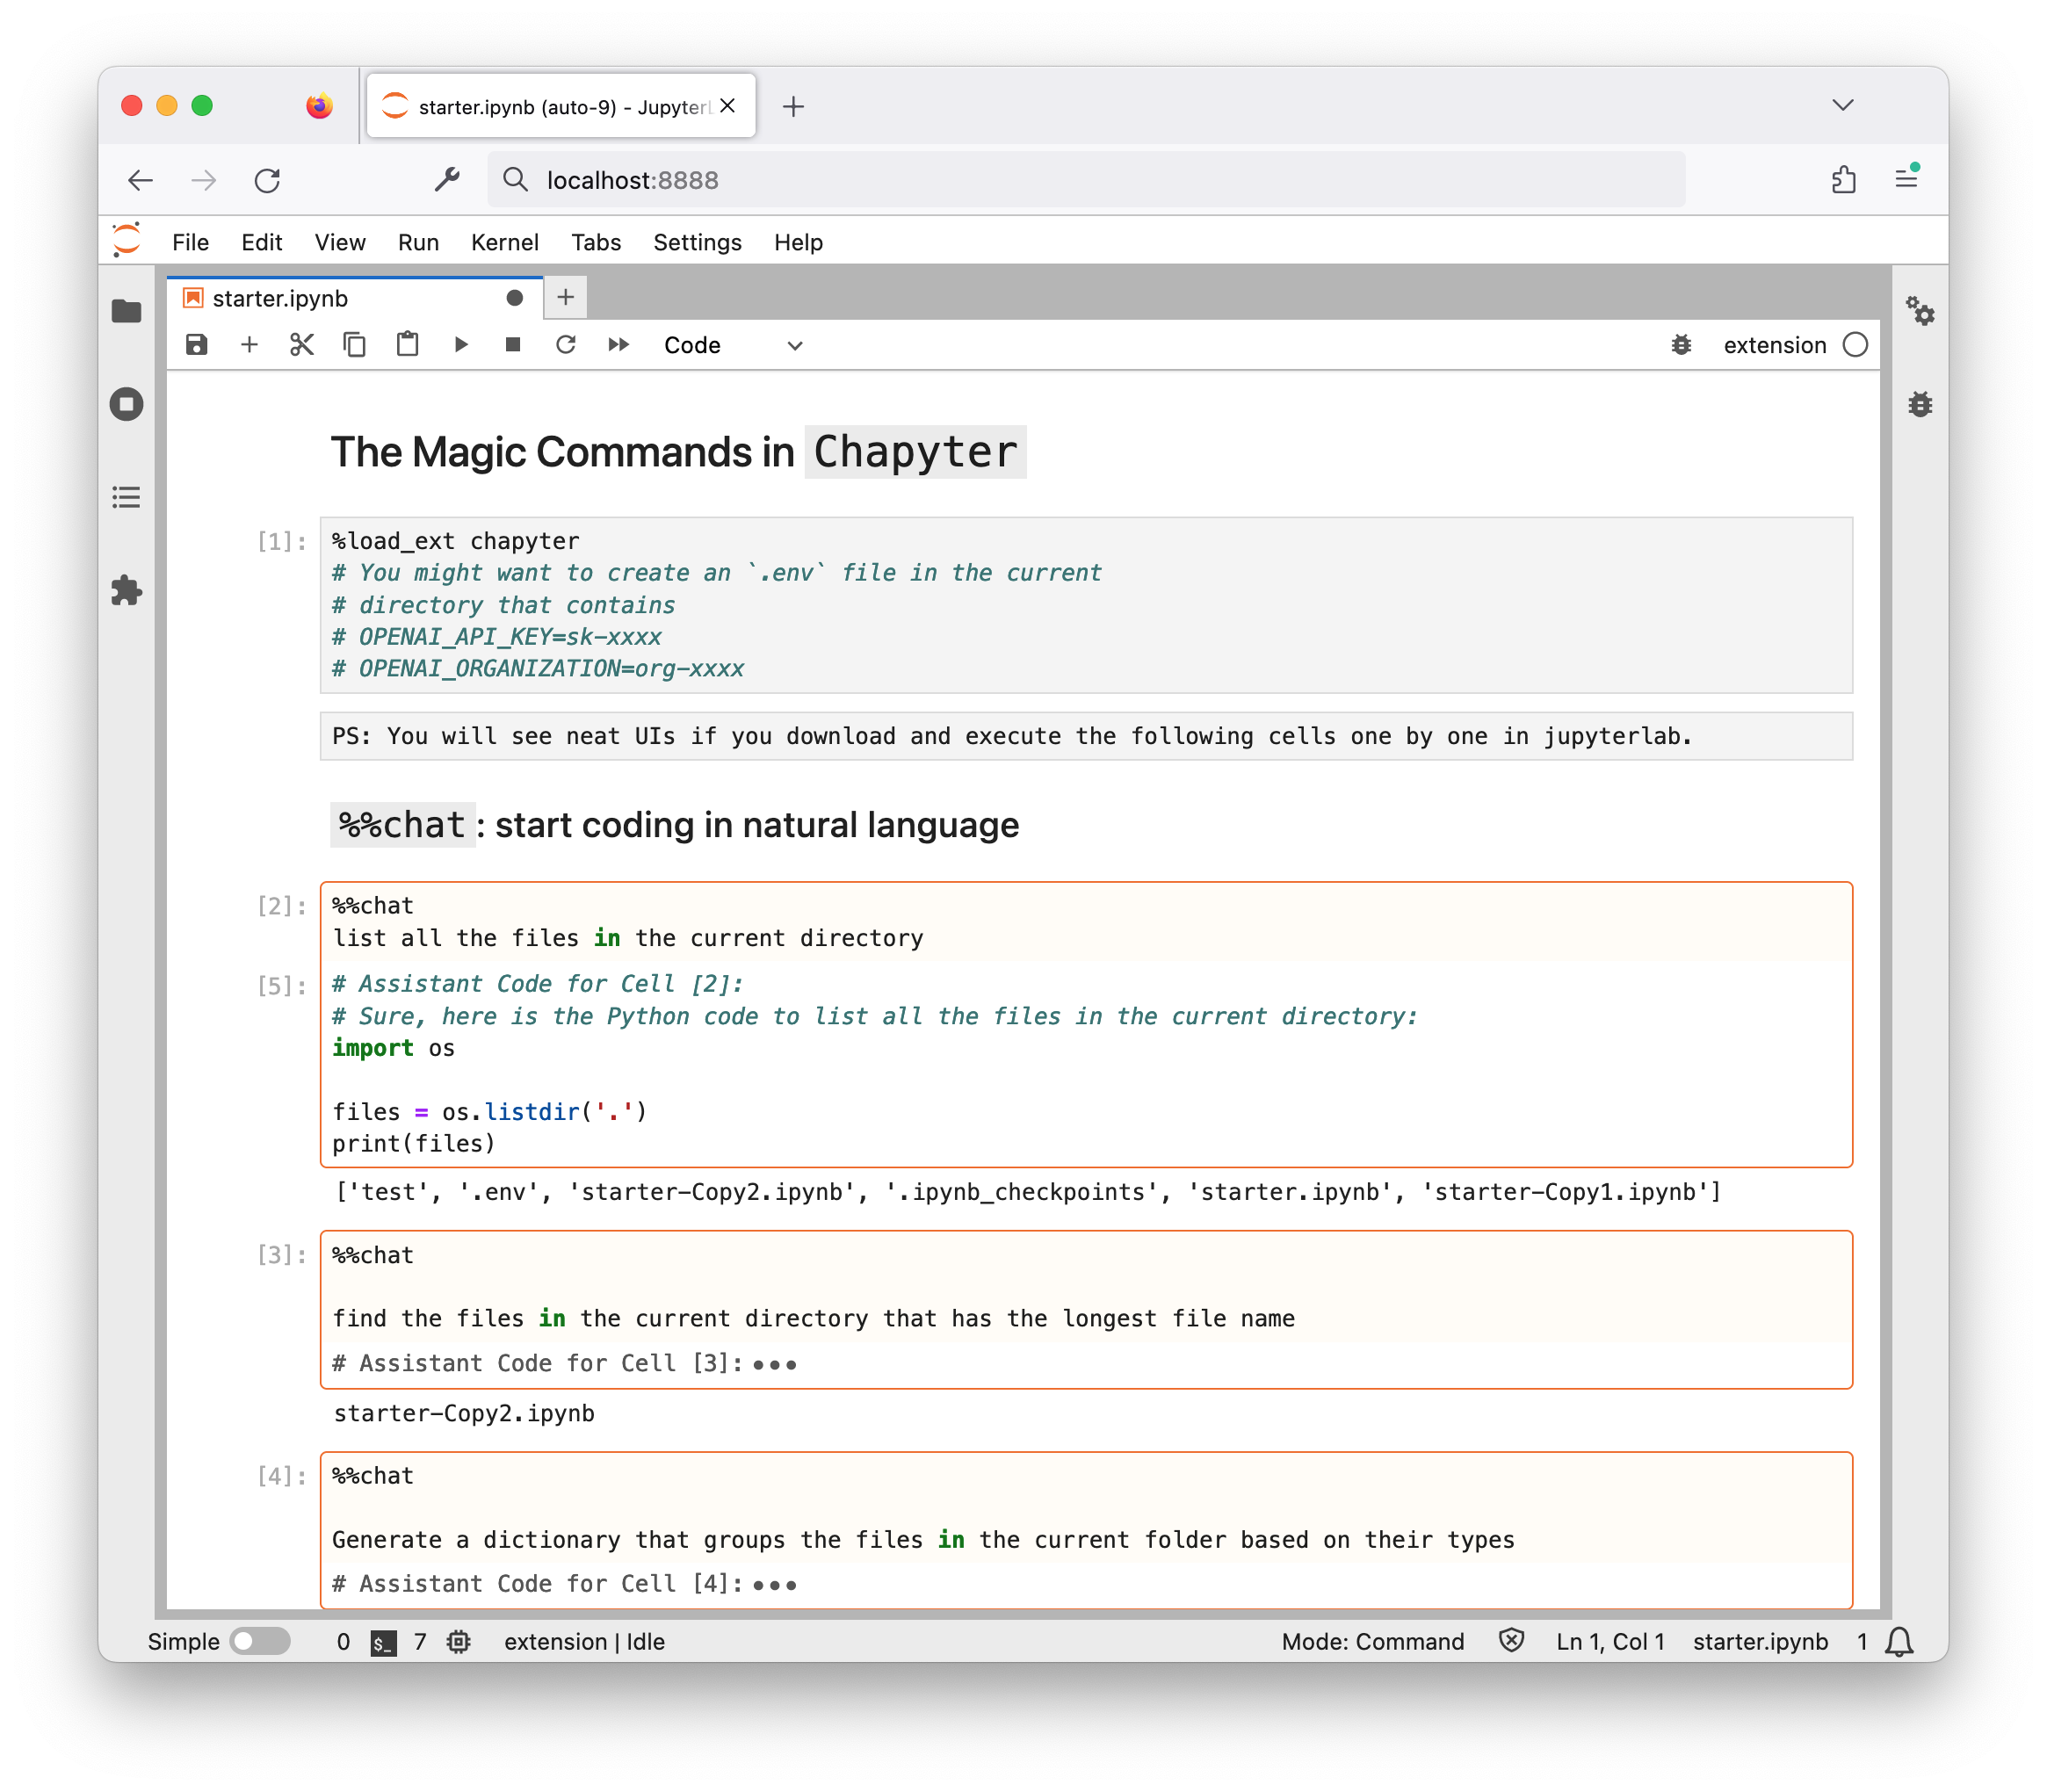 starter.ipynb (auto-9) - JupyterL
localhost:8888
File Edit View Run Kernel Tabs Settings Help
starter.ipynb
Code
extension
The Magic Commands in Chapyter
[1]:
%load_ext chapyter
# You might want to create an `.env` file in the current
# directory that contains
# OPENAI_API_KEY=sk-xxxx
# OPENAI_ORGANIZATION=org-xxxx
PS: You will see neat UIs if you download and execute the following cells one by one in jupyterlab.
%%chat: start coding in natural language
[2]:
%%chat
list all the files in the current directory
[5]:
# Assistant Code for Cell [2]:
# Sure, here is the Python code to list all the files in the current directory:
import os
files = os.listdir('.')
print(files)
['test', '.env', 'starter-Copy2.ipynb', '.ipynb_checkpoints', 'starter.ipynb', 'starter-Copy1.ipynb']
[3]:
%%chat
find the files in the current directory that has the longest file name
# Assistant Code for Cell [3]:
starter-Copy2.ipynb
[4]:
%%chat
Generate a dictionary that groups the files in the current folder based on their types
# Assistant Code for Cell [4]:
Simple 0 $_ 7 extension | Idle Mode: Command Ln 1, Col 1 starter.ipynb 1